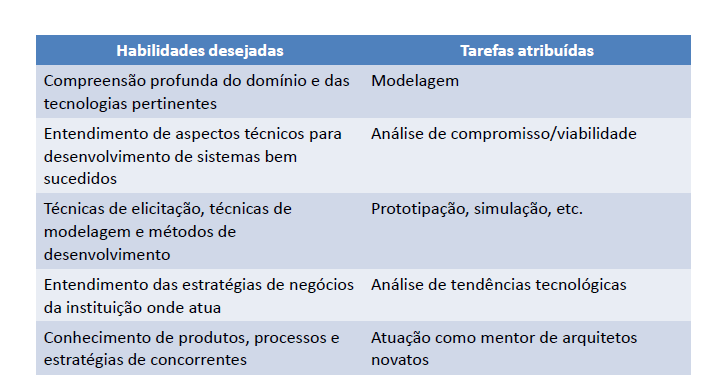 Habilidades desejadas Tarefas atribuídas
Compreensão profunda do domínio e das Modelagem
tecnologias pertinentes
Entendimento de aspectos técnicos para Análise de compromisso/viabilidade
desenvolvimento de sistemas bem
sucedidos
Técnicas de elicitação, técnicas de Prototipação, simulação, etc.
modelagem e métodos de
desenvolvimento
Entendimento das estratégias de negócios Análise de tendências tecnológicas
da instituição onde atua
Conhecimento de produtos, processos e Atuação como mentor de arquitetos
estratégias de concorrentes novatos